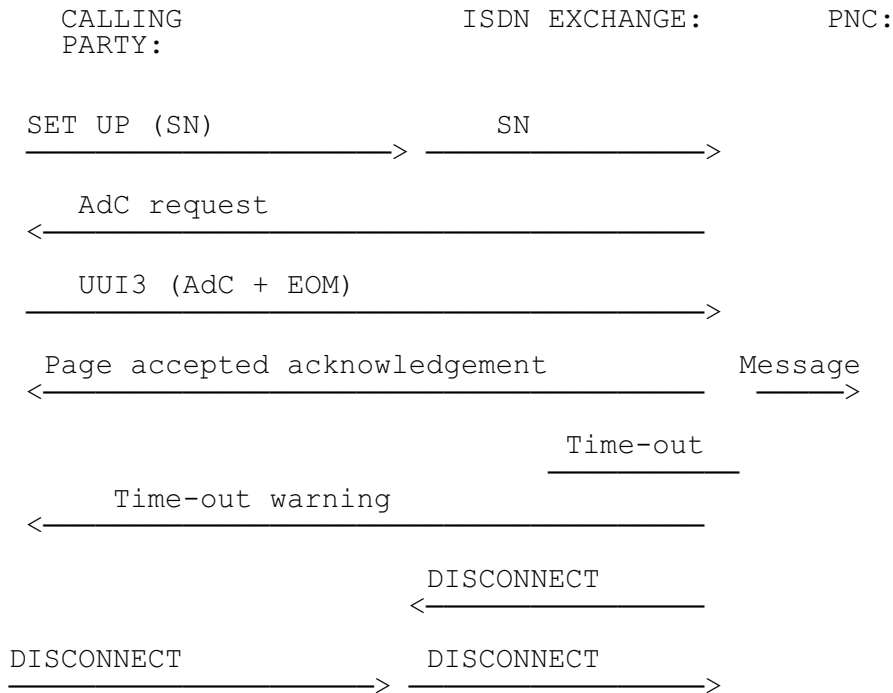 CALLING ISDN EXCHANGE: PNC:
PARTY:
SET UP (SN) SN
AdC request
UUI3 (AdC + EOM)
Page accepted acknowledgement Message
Time-out
Time-out warning
DISCONNECT
DISCONNECT DISCONNECT